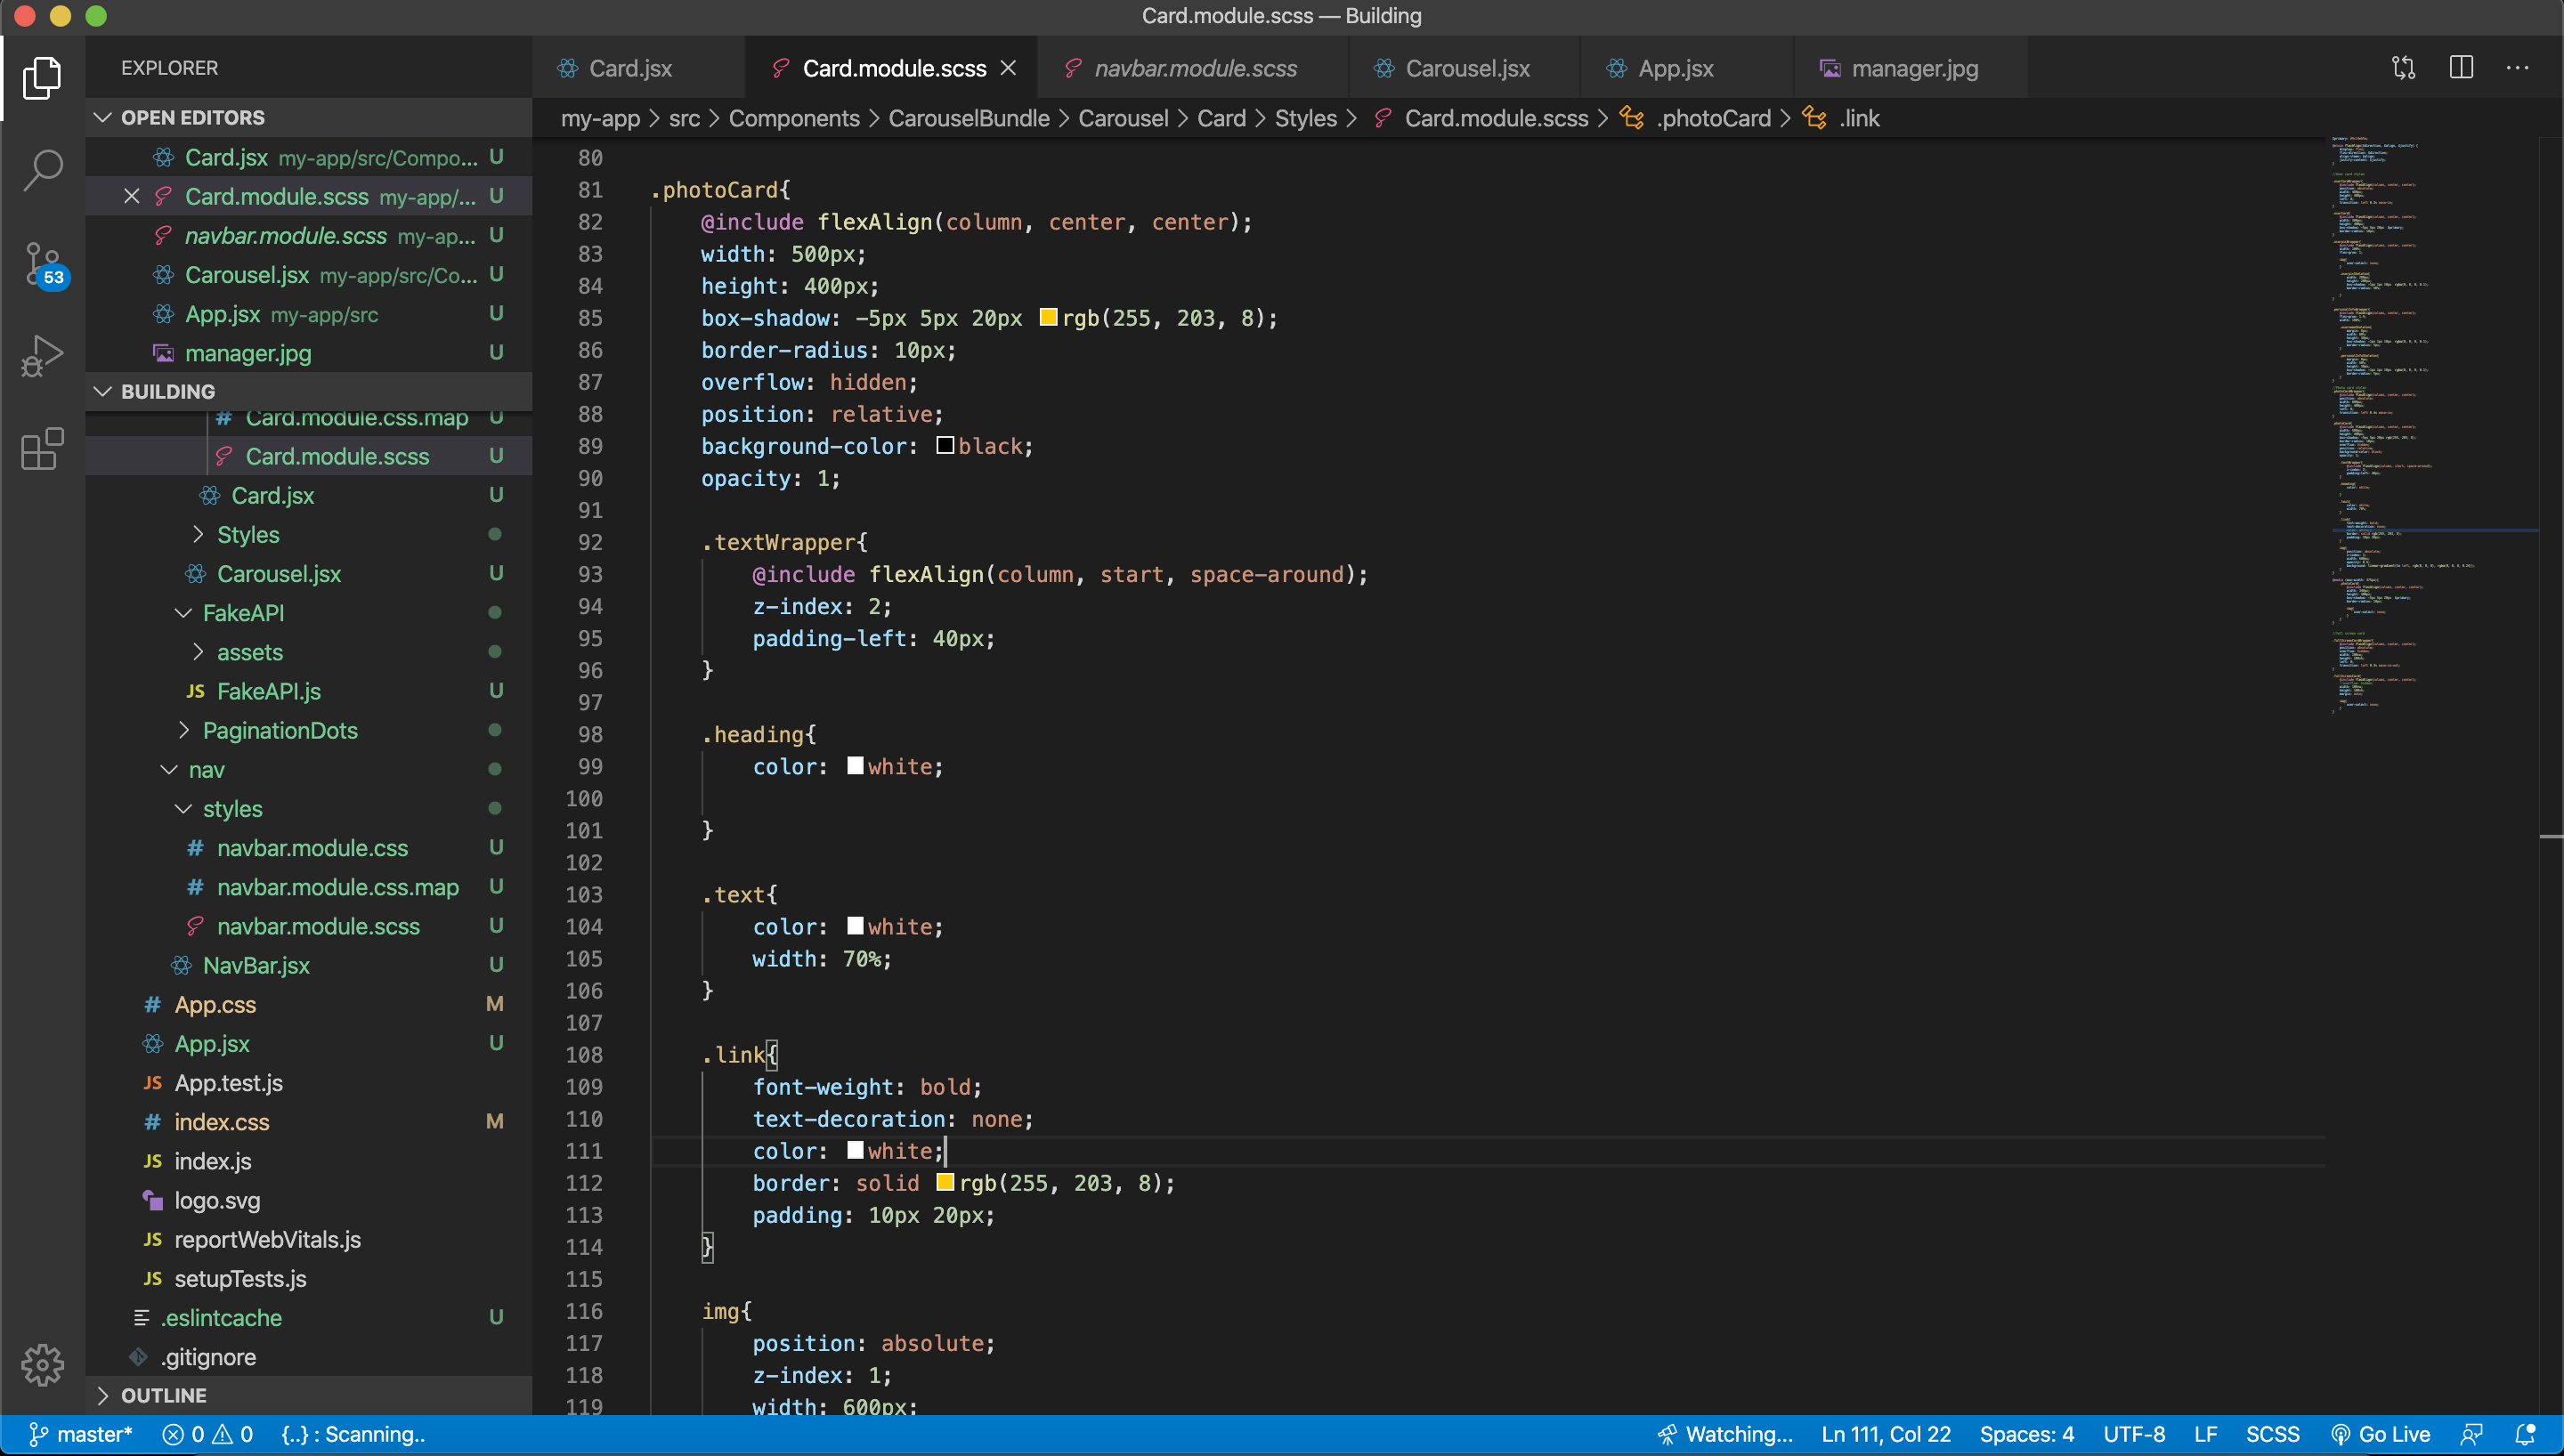 Card.module.scss — Building
EXPLORER
Card.jsx
Card.module.scss
navbar.module.scss
Carousel.jsx
App.jsx
manager.jpg
my-app > src > Components > CarouselBundle > Carousel > Card > Styles > Card.module.scss > .photoCard > .link
OPEN EDITORS
Card.jsx my-app/src/Compo... U
Card.module.scss my-app/... U
navbar.module.scss my-ap... U
Carousel.jsx my-app/src/Co... U
App.jsx my-app/src U
manager.jpg U
BUILDING
Card.module.css.map U
Card.module.scss U
Card.jsx U
Styles
Carousel.jsx U
FakeAPI
assets
JS FakeAPI.js U
PaginationDots
nav
styles
# navbar.module.css U
# navbar.module.css.map U
navbar.module.scss U
NavBar.jsx U
# App.css M
App.jsx U
JS App.test.js
# index.css M
JS index.js
logo.svg
JS reportWebVitals.js
JS setupTests.js
.eslintcache U
.gitignore
OUTLINE
53
80
81 .photoCard{
82 @include flexAlign(column, center, center);
83 width: 500px;
84 height: 400px;
85 box-shadow: -5px 5px 20px rgb(255, 203, 8);
86 border-radius: 10px;
87 overflow: hidden;
88 position: relative;
89 background-color: black;
90 opacity: 1;
91
92 .textWrapper{
93 @include flexAlign(column, start, space-around);
94 z-index: 2;
95 padding-left: 40px;
96 }
97
98 .heading{
99 color: white;
100
101 }
102
103 .text{
104 color: white;
105 width: 70%;
106 }
107
108 .link{
109 font-weight: bold;
110 text-decoration: none;
111 color: white;
112 border: solid rgb(255, 203, 8);
113 padding: 10px 20px;
114 }
115
116 img{
117 position: absolute;
118 z-index: 1;
119 width: 600px;
master* 0 0 {..} : Scanning.. Watching... Ln 111, Col 22 Spaces: 4 UTF-8 LF SCSS Go Live